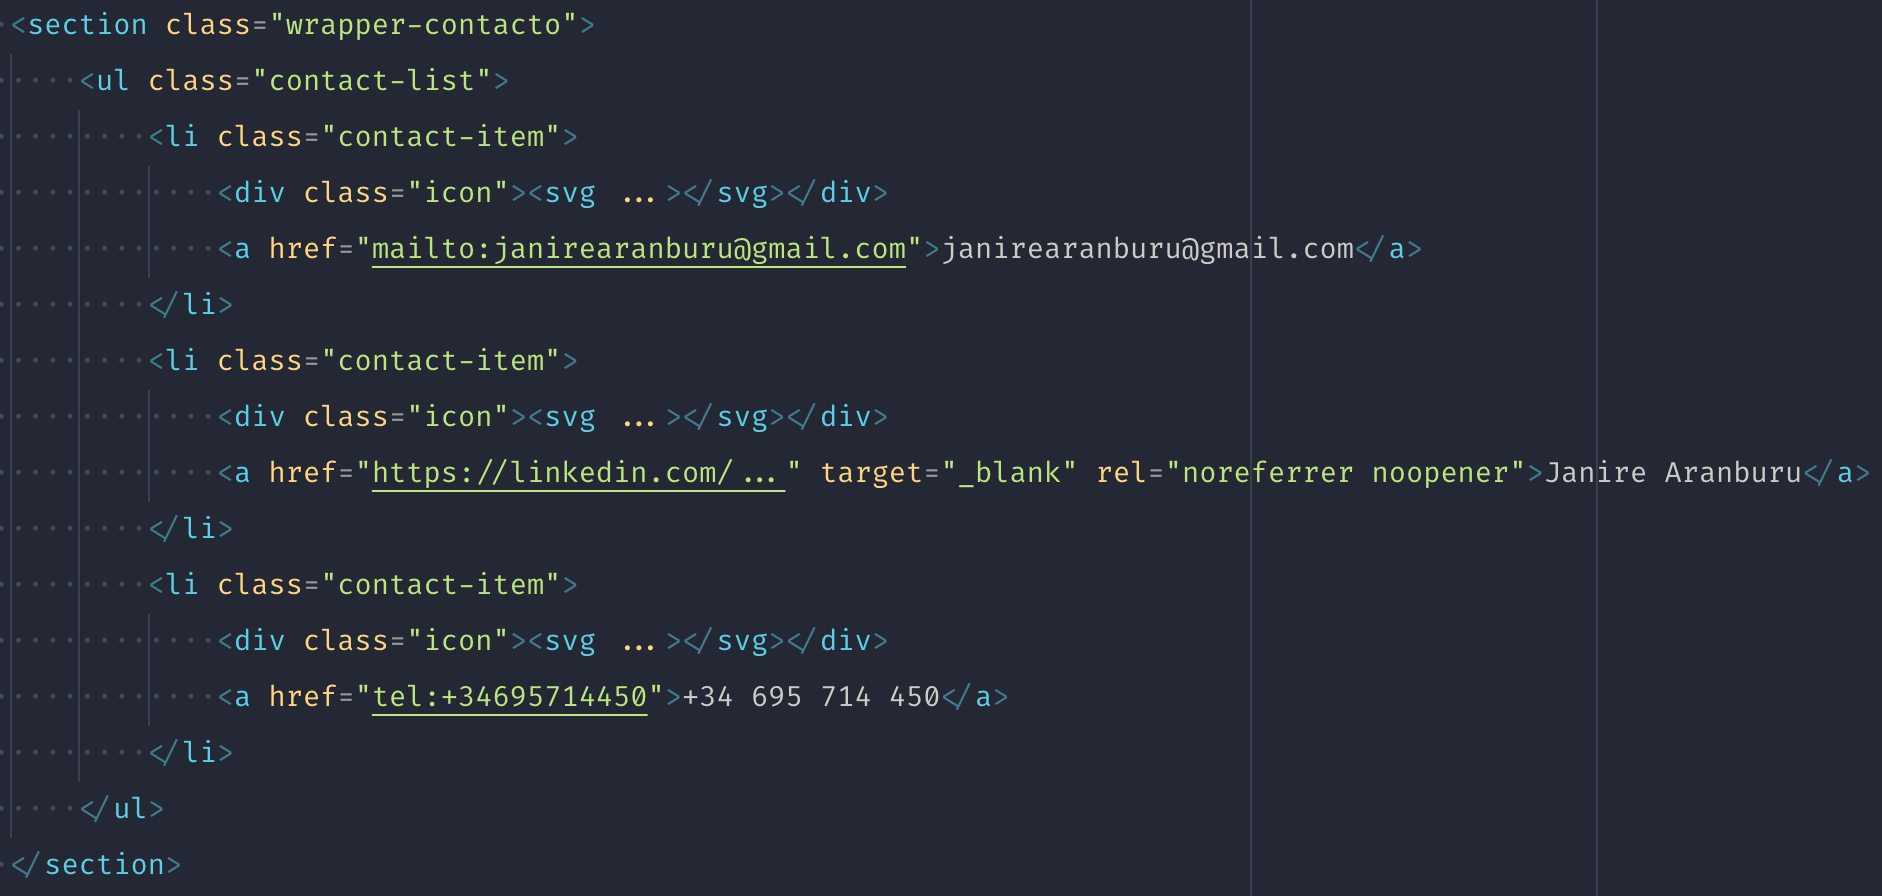 <section class="wrapper-contacto">
<ul class="contact-list">
<li class="contact-item">
<div class="icon"><svg ...></svg></div>
<a href="mailto:janirearanburu@gmail.com">janirearanburu@gmail.com</a>
</li>
<li class="contact-item">
<div class="icon"><svg ...></svg></div>
<a href="https://linkedin.com/..." target="_blank" rel="noreferrer noopener">Janire Aranburu</a>
</li>
<li class="contact-item">
<div class="icon"><svg ...></svg></div>
<a href="tel:+34695714450">+34 695 714 450</a>
</li>
</ul>
</section>